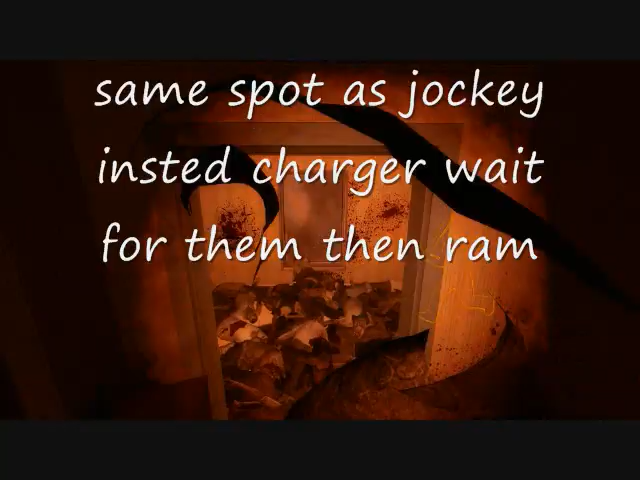 same spot as jockey
insted charger wait
for them then ram